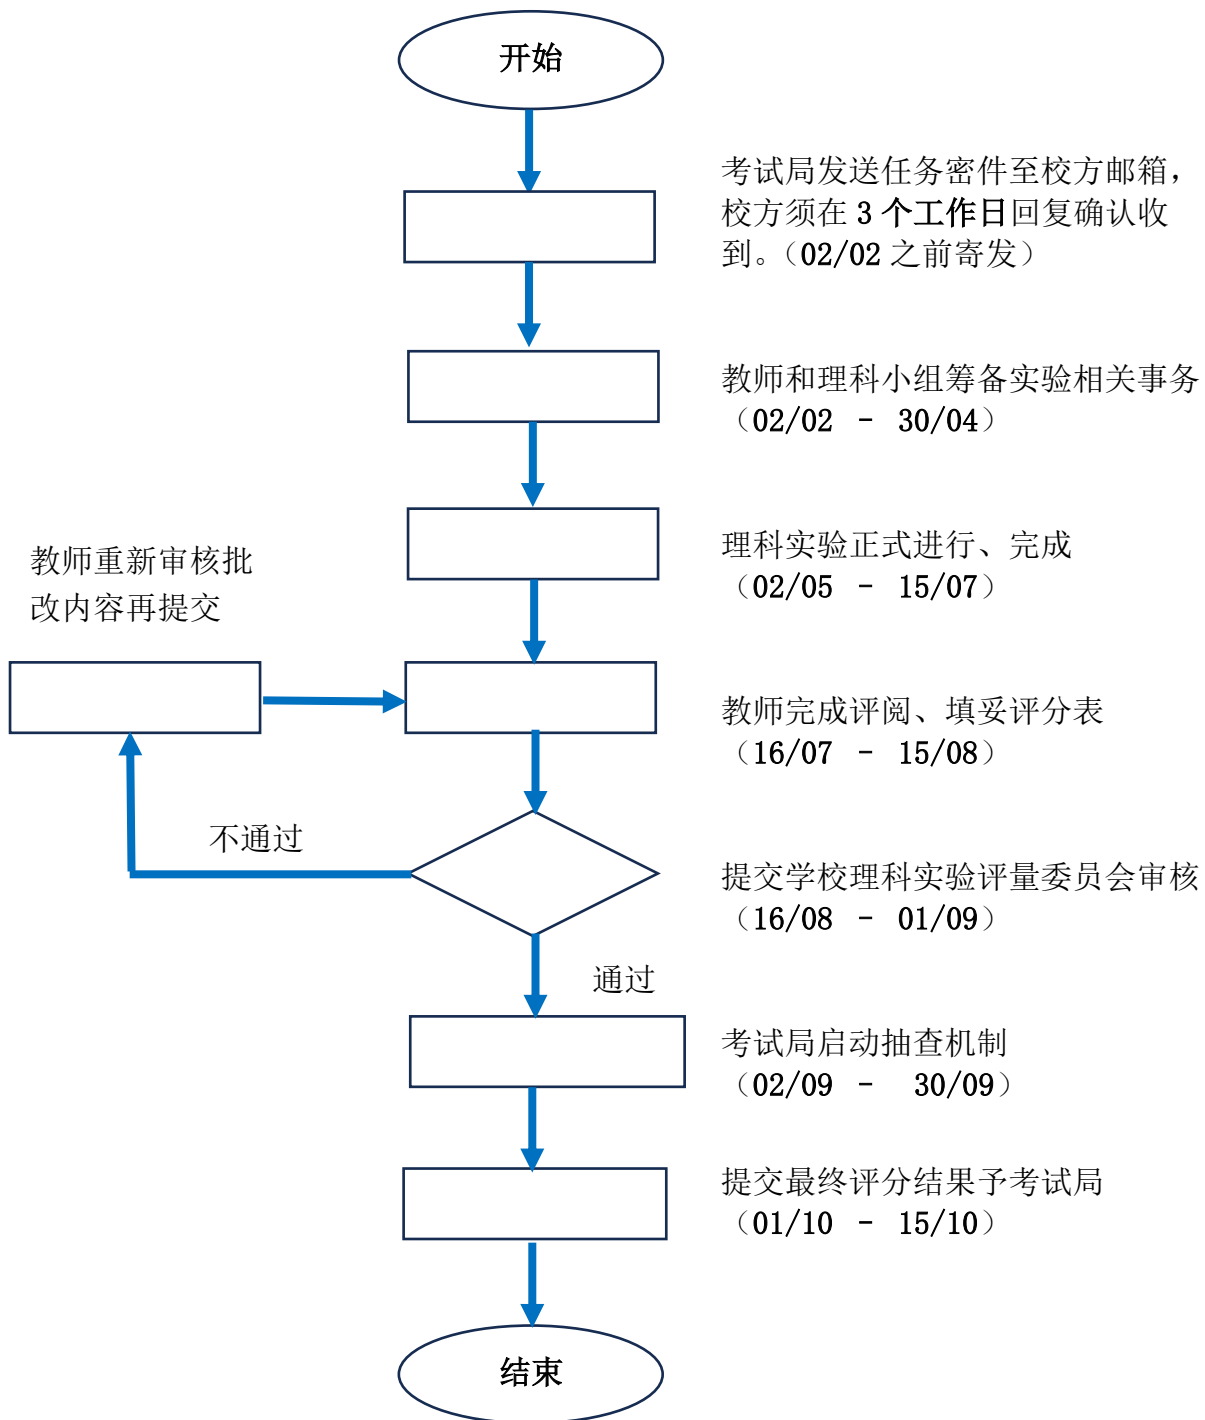 开始
考试局发送任务密件至校方邮箱，
校方须在 3 个工作日回复确认收
到。（02/02 之前寄发）
教师和理科小组筹备实验相关事务
（02/02 - 30/04）
理科实验正式进行、完成
（02/05 - 15/07）
教师重新审核批
改内容再提交
教师完成评阅、填妥评分表
（16/07 - 15/08）
不通过
提交学校理科实验评量委员会审核
（16/08 - 01/09）
通过
考试局启动抽查机制
（02/09 - 30/09）
提交最终评分结果予考试局
（01/10 - 15/10）
结束